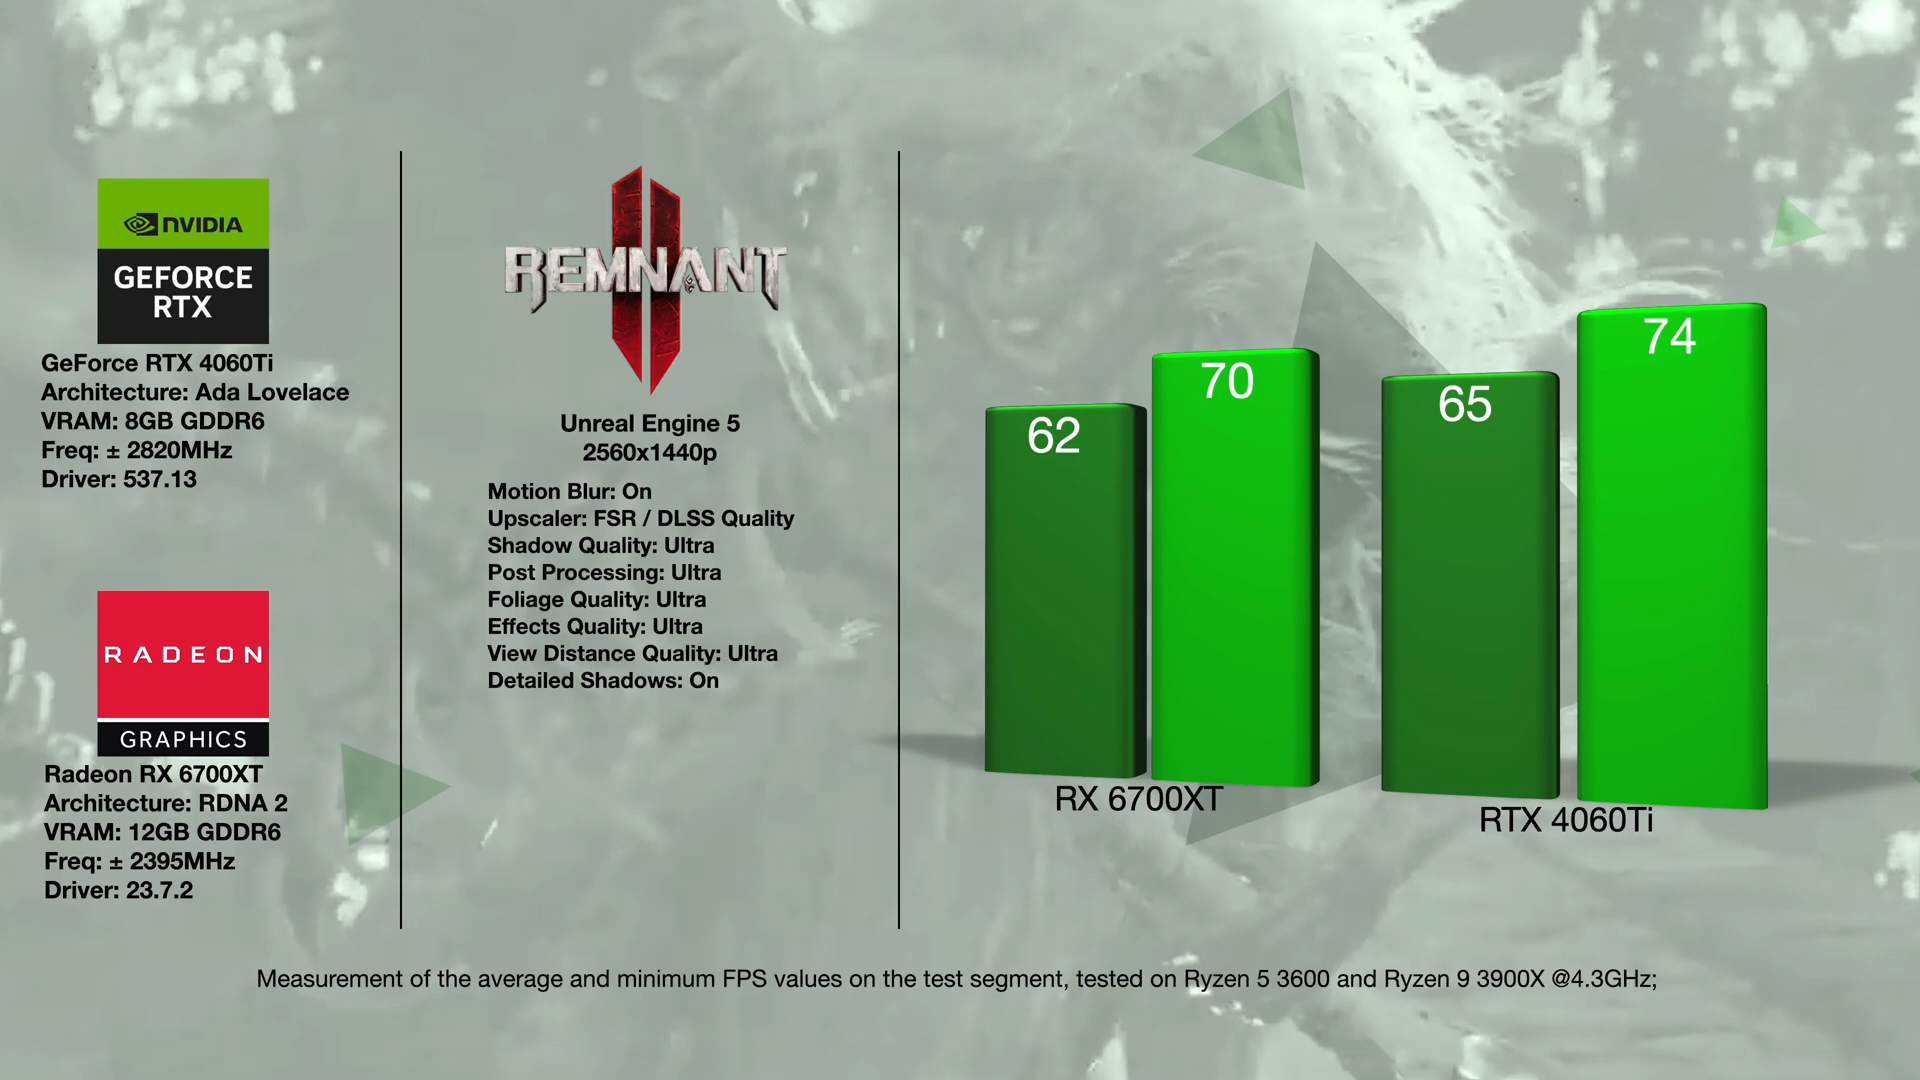 NVIDIA
GEFORCE
RTX
GeForce RTX 4060Ti
Architecture: Ada Lovelace
VRAM: 8GB GDDR6
Freq: ± 2820MHz
Driver: 537.13
RADEON
GRAPHICS
Radeon RX 6700XT
Architecture: RDNA 2
VRAM: 12GB GDDR6
Freq: ± 2395MHz
Driver: 23.7.2
REMNANT
Unreal Engine 5
2560x1440p
Motion Blur: On
Upscaler: FSR / DLSS Quality
Shadow Quality: Ultra
Post Processing: Ultra
Foliage Quality: Ultra
Effects Quality: Ultra
View Distance Quality: Ultra
Detailed Shadows: On
62
70
65
74
RX 6700XT
RTX 4060Ti
Measurement of the average and minimum FPS values on the test segment, tested on Ryzen 5 3600 and Ryzen 9 3900X @4.3GHz;